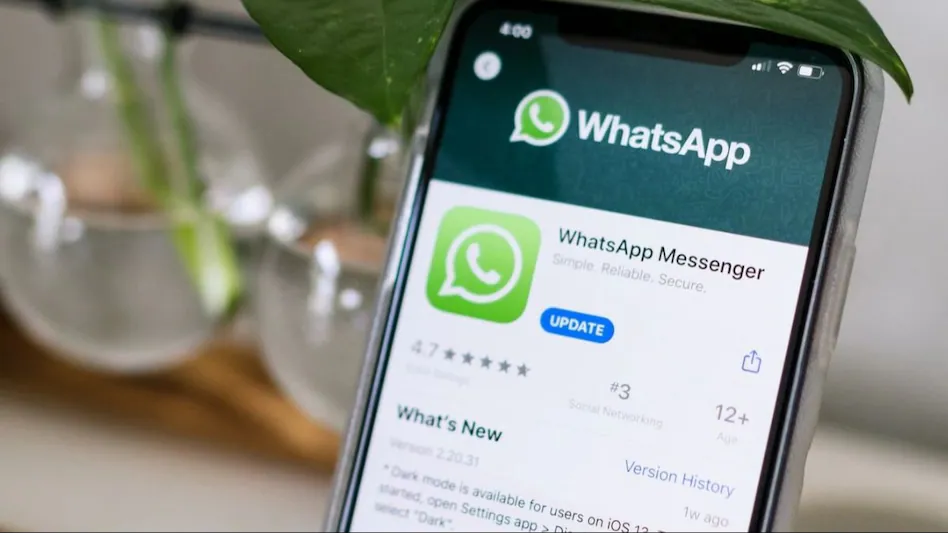 4:00
WhatsApp
WhatsApp Messenger
Simple. Reliable. Secure.
UPDATE
4.7
#3
12+
Social Networking
Age
What's New
Version History
Version 2.20.31
1w ago
* Dark mode is available for users on iOS 13.
started, open Settings app >
select "Dark".